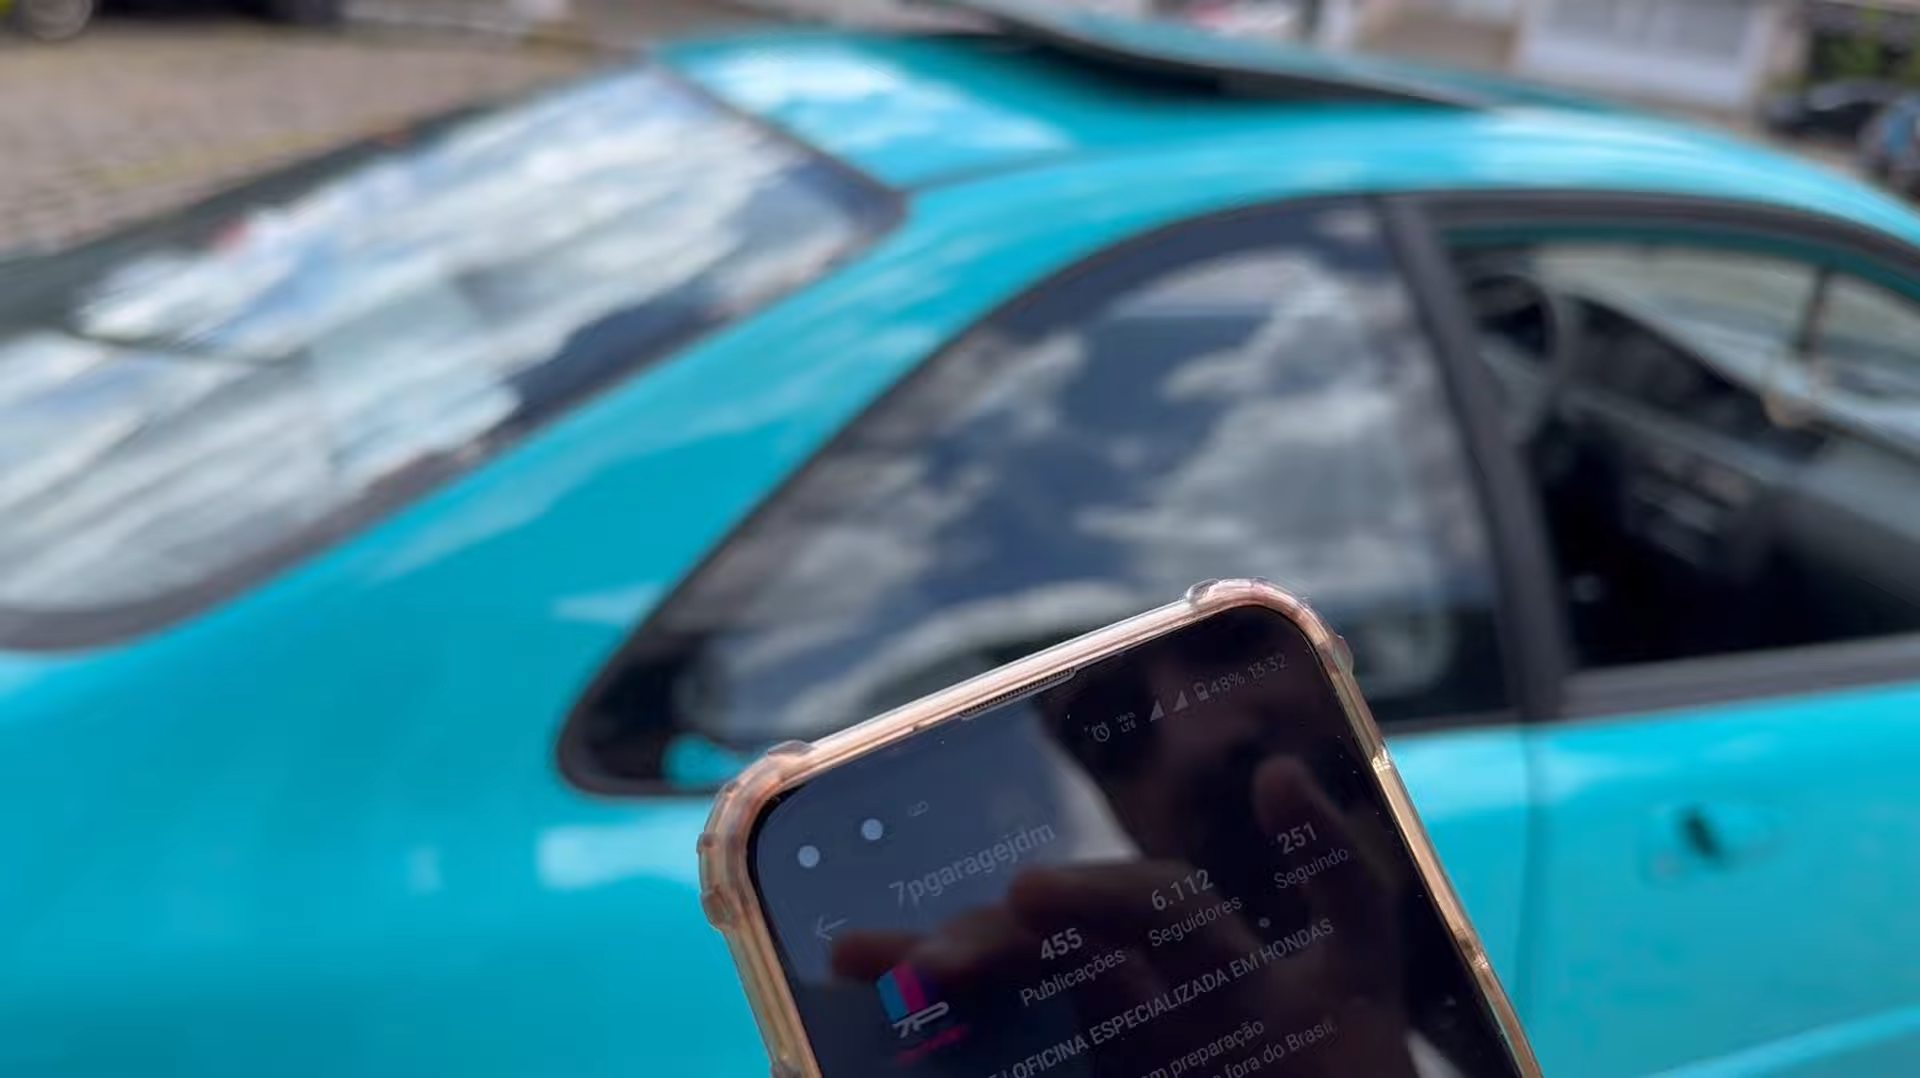 48% 13:32
7pgaragejdm
455
Publicações
6.112
Seguidores
251
Seguindo
OFICINA ESPECIALIZADA EM HONDAS
preparação
fora do Brasil